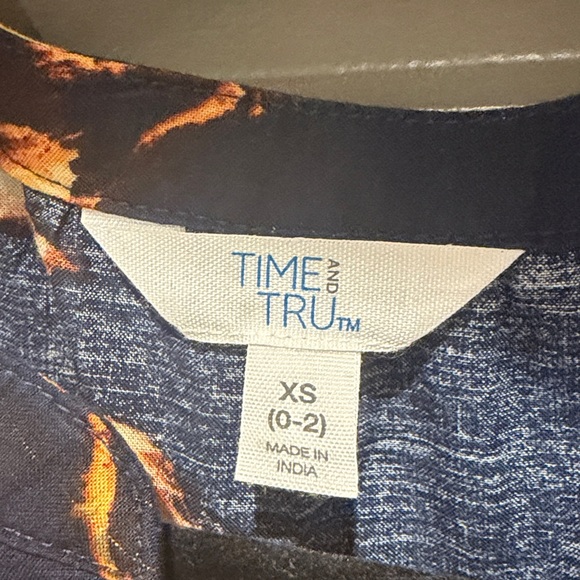 TIME AND
TRU™
XS
(0-2)
MADE IN
INDIA